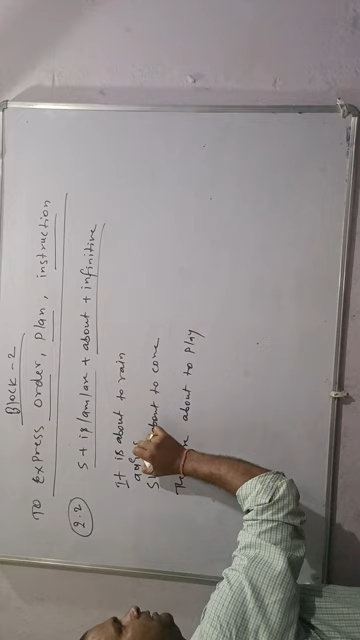 Block-2
TO Express order, plan, instruction
2.2 S + is/am/are + about + infinitive
It is about to rain
about to come
about to play